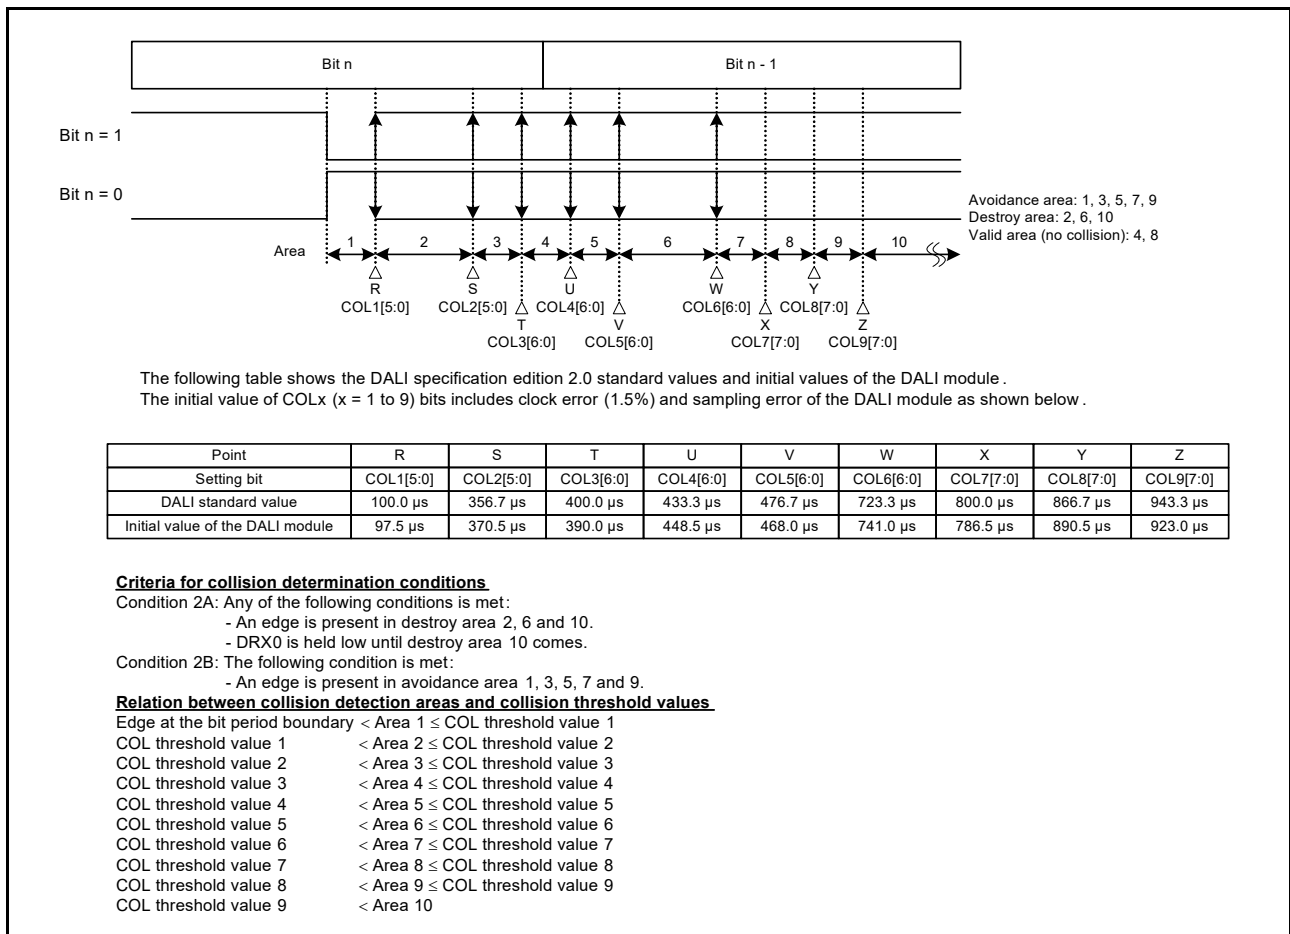 Bit n Bit n - 1
Bit n = 1
Bit n = 0
Avoidance area: 1, 3, 5, 7, 9
Destroy area: 2, 6, 10
Valid area (no collision): 4, 8
Area 1 2 3 4 5 6 7 8 9 10
R S U W Y
COL1[5:0] COL2[5:0] COL4[6:0] COL6[6:0] COL8[7:0]
T V X Z
COL3[6:0] COL5[6:0] COL7[7:0] COL9[7:0]
The following table shows the DALI specification edition 2.0 standard values and initial values of the DALI module.
The initial value of COLx (x = 1 to 9) bits includes clock error (1.5%) and sampling error of the DALI module as shown below.
Point R S T U V W X Y Z
Setting bit COL1[5:0] COL2[5:0] COL3[6:0] COL4[6:0] COL5[6:0] COL6[6:0] COL7[7:0] COL8[7:0] COL9[7:0]
DALI standard value 100.0 µs 356.7 µs 400.0 µs 433.3 µs 476.7 µs 723.3 µs 800.0 µs 866.7 µs 943.3 µs
Initial value of the DALI module 97.5 µs 370.5 µs 390.0 µs 448.5 µs 468.0 µs 741.0 µs 786.5 µs 890.5 µs 923.0 µs
Criteria for collision determination conditions
Condition 2A: Any of the following conditions is met:
- An edge is present in destroy area 2, 6 and 10.
- DRX0 is held low until destroy area 10 comes.
Condition 2B: The following condition is met:
- An edge is present in avoidance area 1, 3, 5, 7 and 9.
Relation between collision detection areas and collision threshold values
Edge at the bit period boundary < Area 1 ≤ COL threshold value 1
COL threshold value 1 < Area 2 ≤ COL threshold value 2
COL threshold value 2 < Area 3 ≤ COL threshold value 3
COL threshold value 3 < Area 4 ≤ COL threshold value 4
COL threshold value 4 < Area 5 ≤ COL threshold value 5
COL threshold value 5 < Area 6 ≤ COL threshold value 6
COL threshold value 6 < Area 7 ≤ COL threshold value 7
COL threshold value 7 < Area 8 ≤ COL threshold value 8
COL threshold value 8 < Area 9 ≤ COL threshold value 9
COL threshold value 9 < Area 10